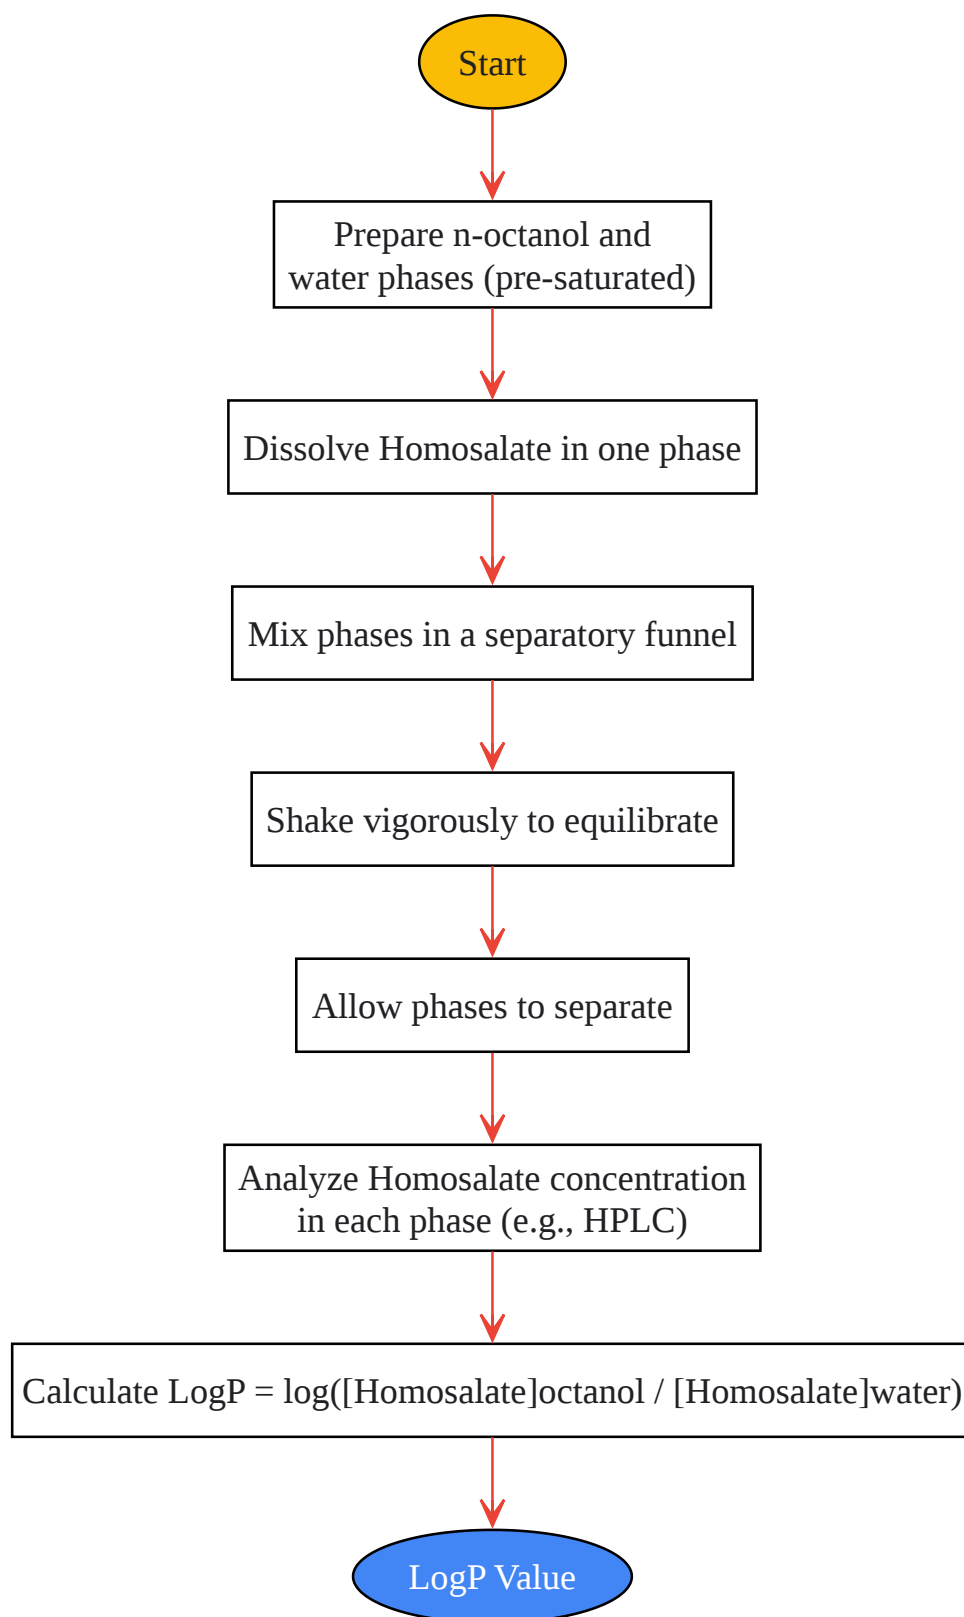 Start
Prepare n-octanol and
water phases (pre-saturated)
Dissolve Homosalate in one phase
Mix phases in a separatory funnel
Shake vigorously to equilibrate
Allow phases to separate
Analyze Homosalate concentration
in each phase (e.g., HPLC)
Calculate LogP = log([Homosalate]octanol / [Homosalate]water)
LogP Value